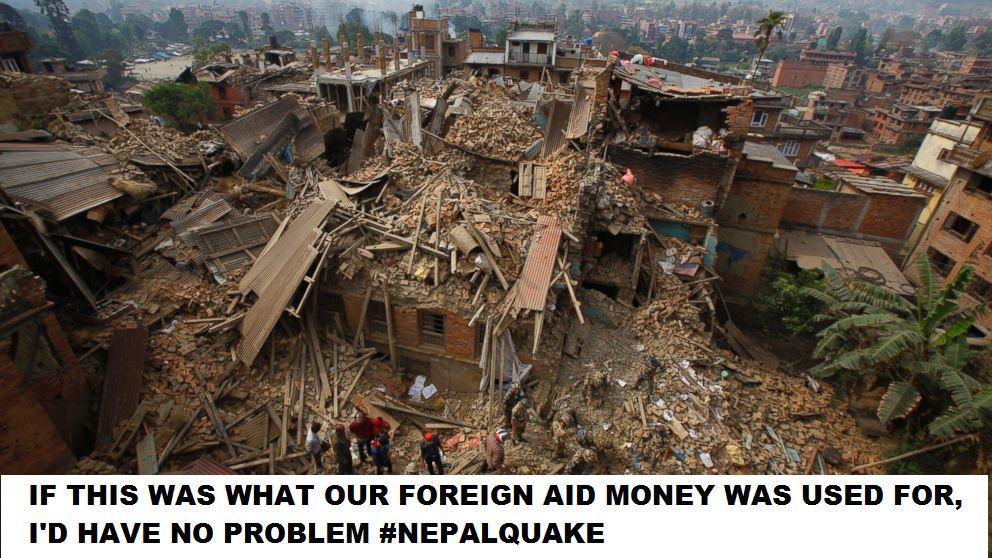 IF THIS WAS WHAT OUR FOREIGN AID MONEY WAS USED FOR,
I'D HAVE NO PROBLEM #NEPALQUAKE